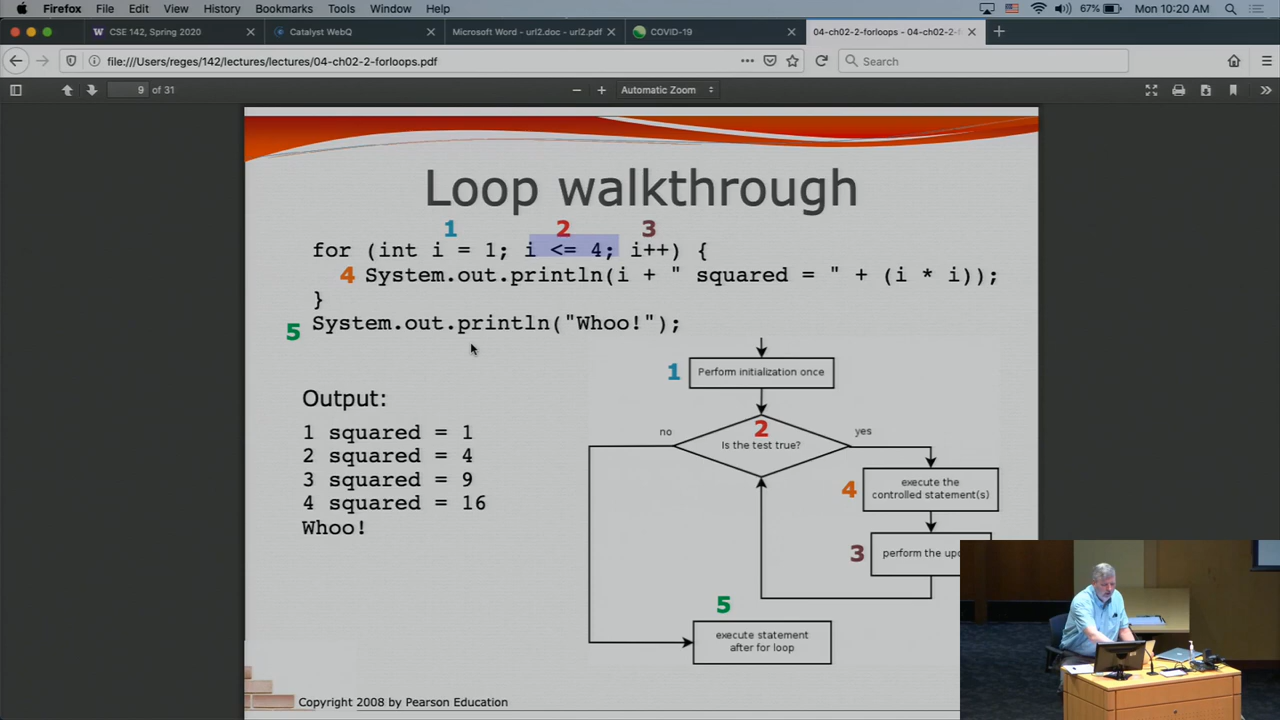 Firefox File Edit View History Bookmarks Tools Window Help 67% Mon 10:20 AM
W CSE 142, Spring 2020 × Catalyst WebQ × Microsoft Word - url2.doc - url2.pdf × COVID-19 × 04-ch02-2-forloops - 04-ch02-2- ×
file:///Users/reges/142/lectures/lectures/04-ch02-2-forloops.pdf Search
9 of 31 Automatic Zoom
Loop walkthrough
1 2 3
for (int i = 1; i <= 4; i++) {
4 System.out.println(i + " squared = " + (i * i));
}
5 System.out.println("Whoo!");
Output:
1 squared = 1
2 squared = 4
3 squared = 9
4 squared = 16
Whoo!
1 Perform initialization once
2
no yes
Is the test true?
4 execute the
controlled statement(s)
3 perform the up
5
execute statement
after for loop
Copyright 2008 by Pearson Education